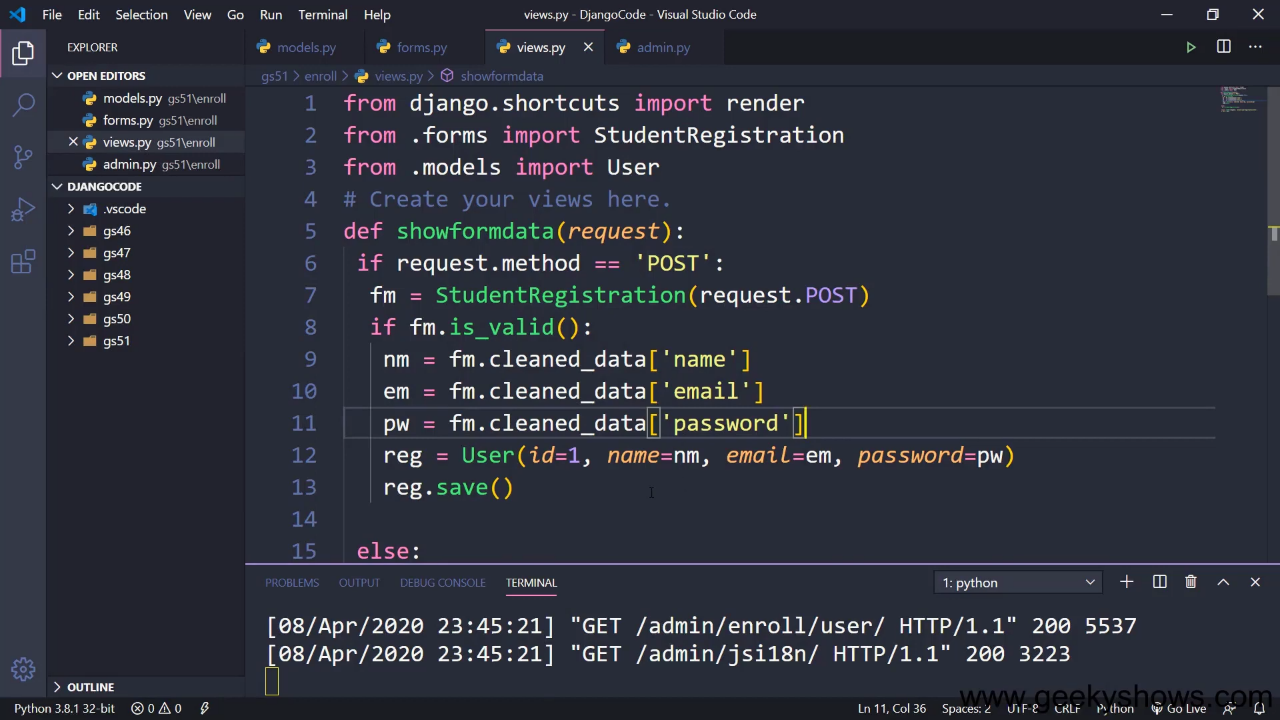 File Edit Selection View Go Run Terminal Help views.py - DjangoCode - Visual Studio Code
EXPLORER
OPEN EDITORS
models.py gs51\enroll
forms.py gs51\enroll
views.py gs51\enroll
admin.py gs51\enroll
DJANGOCODE
.vscode
gs46
gs47
gs48
gs49
gs50
gs51
OUTLINE
models.py forms.py views.py admin.py
gs51 > enroll > views.py > showformdata
1 from django.shortcuts import render
2 from .forms import StudentRegistration
3 from .models import User
4 # Create your views here.
5 def showformdata(request):
6 if request.method == 'POST':
7 fm = StudentRegistration(request.POST)
8 if fm.is_valid():
9 nm = fm.cleaned_data['name']
10 em = fm.cleaned_data['email']
11 pw = fm.cleaned_data['password']
12 reg = User(id=1, name=nm, email=em, password=pw)
13 reg.save()
14
15 else:
PROBLEMS OUTPUT DEBUG CONSOLE TERMINAL 1: python
[08/Apr/2020 23:45:21] "GET /admin/enroll/user/ HTTP/1.1" 200 5537
[08/Apr/2020 23:45:21] "GET /admin/jsi18n/ HTTP/1.1" 200 3223
www.geekyshows.com
Python 3.8.1 32-bit 0 0 Ln 11, Col 36 Spaces: 2 UTF-8 CRLF Python Go Live